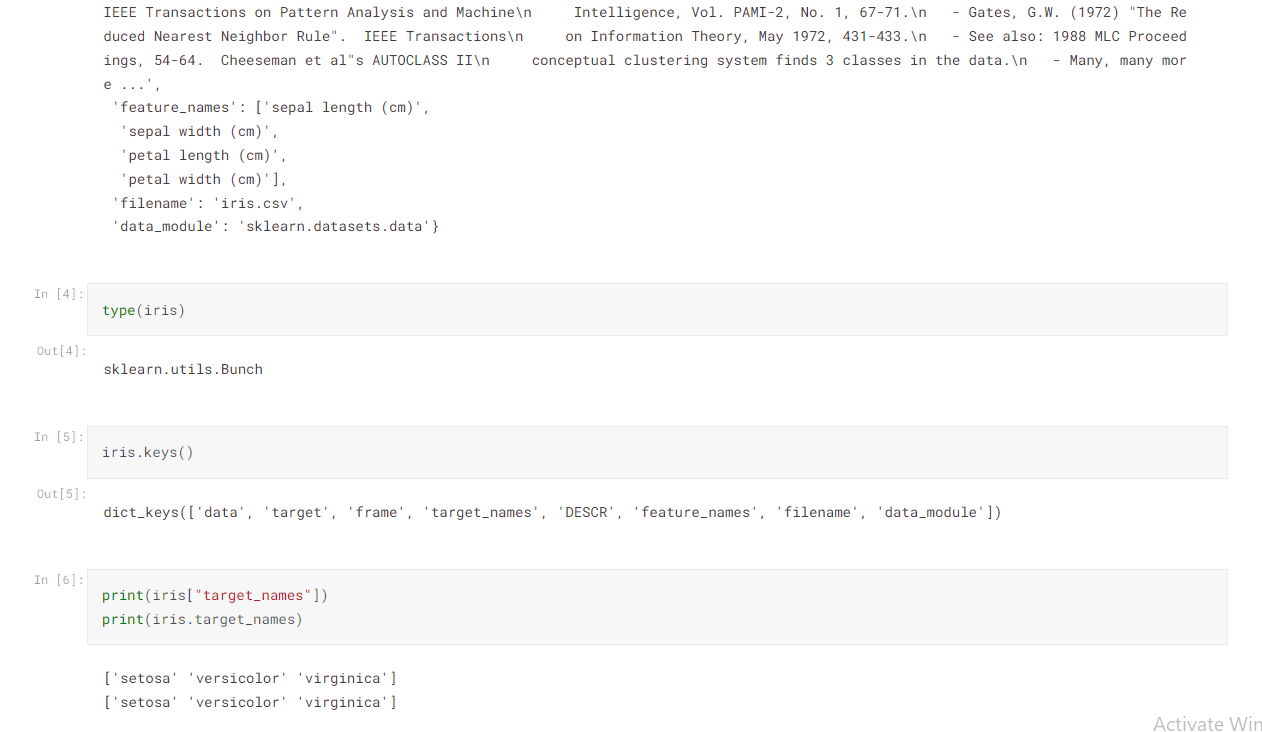 IEEE Transactions on Pattern Analysis and Machine\n     Intelligence, Vol. PAMI-2, No. 1, 67-71.\n   - Gates, G.W. (1972) "The Re
duced Nearest Neighbor Rule".  IEEE Transactions\n     on Information Theory, May 1972, 431-433.\n   - See also: 1988 MLC Proceed
ings, 54-64.  Cheeseman et al"s AUTOCLASS II\n     conceptual clustering system finds 3 classes in the data.\n   - Many, many mor
e ...',
 'feature_names': ['sepal length (cm)',
  'sepal width (cm)',
  'petal length (cm)',
  'petal width (cm)'],
 'filename': 'iris.csv',
 'data_module': 'sklearn.datasets.data'}
In [4]:
type(iris)
Out[4]:
sklearn.utils.Bunch
In [5]:
iris.keys()
Out[5]:
dict_keys(['data', 'target', 'frame', 'target_names', 'DESCR', 'feature_names', 'filename', 'data_module'])
In [6]:
print(iris["target_names"])
print(iris.target_names)
['setosa' 'versicolor' 'virginica']
['setosa' 'versicolor' 'virginica']
Activate Win